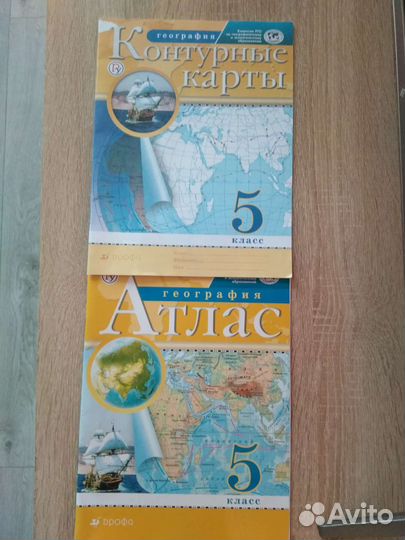 география
Контурные
карты
5
класс
дрофа
география
Атлас
5
класс
дрофа
Avito